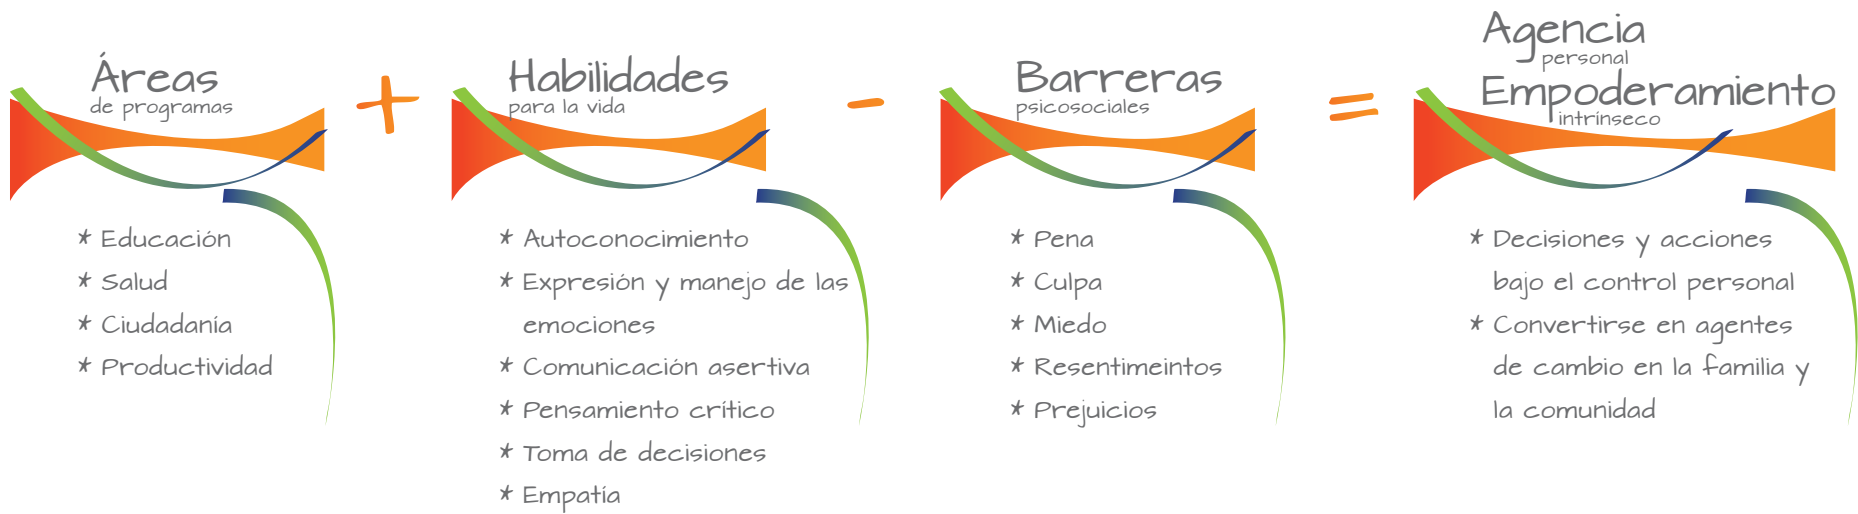 Áreas
de programas
* Educación
* Salud
* Ciudadanía
* Productividad
+
Habilidades
para la vida
* Autoconocimiento
* Expresión y manejo de las
emociones
* Comunicación asertiva
* Pensamiento crítico
* Toma de decisiones
* Empatía
-
Barreras
psicosociales
* Pena
* Culpa
* Miedo
* Resentimeintos
* Prejuicios
=
Agencia
personal
Empoderamiento
intrínseco
* Decisiones y acciones
bajo el control personal
* Convertirse en agentes
de cambio en la familia y
la comunidad